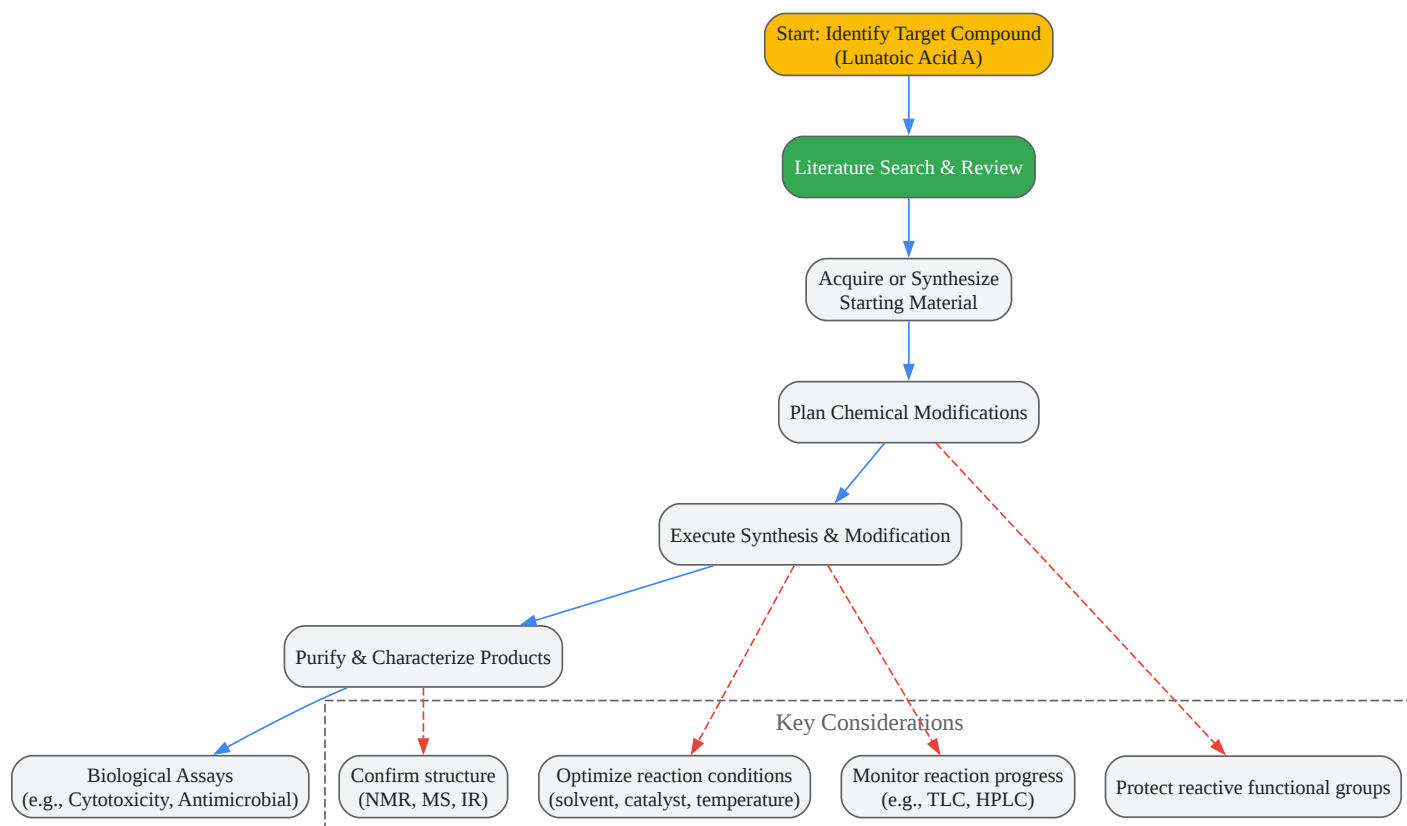 Start: Identify Target Compound
(Lunatoic Acid A)
Literature Search & Review
Acquire or Synthesize
Starting Material
Plan Chemical Modifications
Execute Synthesis & Modification
Purify & Characterize Products
Key Considerations
Biological Assays
(e.g., Cytotoxicity, Antimicrobial)
Confirm structure
(NMR, MS, IR)
Optimize reaction conditions
(solvent, catalyst, temperature)
Monitor reaction progress
(e.g., TLC, HPLC)
Protect reactive functional groups